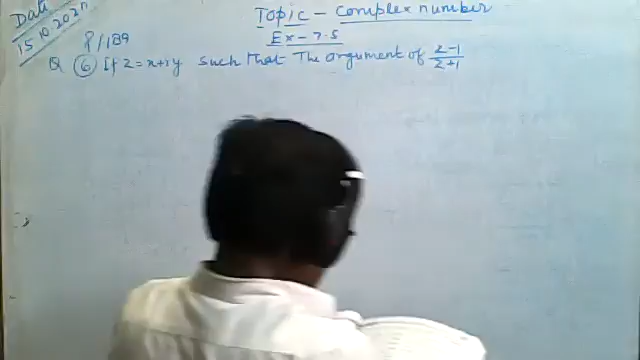 Date
15.10.2020
Topic - Complex number
Ex-7.5
P/189
Q (6) If z=x+iy such that The argument of z-1/z+1